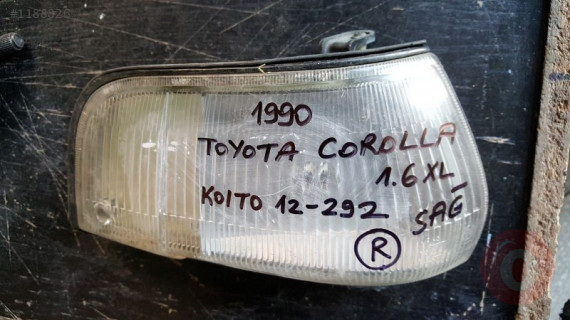 1990
TOYOTA COROLLA
1.6 XL
KOITO 12-292
SAĞ
R